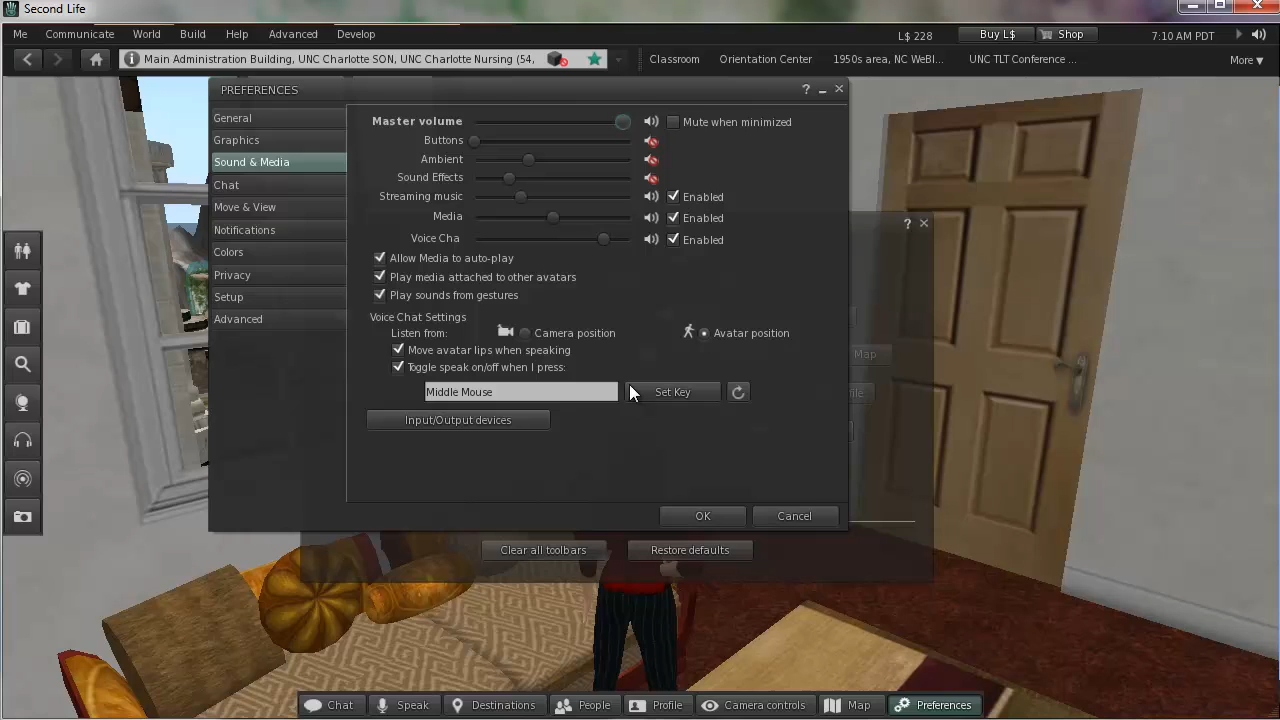 Second Life
Me Communicate World Build Help Advanced Develop L$ 228 Buy L$ Shop 7:10 AM PDT
Main Administration Building, UNC Charlotte SON, UNC Charlotte Nursing (54, Classroom Orientation Center 1950s area, NC WeBI... UNC TLT Conference ... More
PREFERENCES ?
General
Graphics
Sound & Media
Chat
Move & View
Notifications
Colors
Privacy
Setup
Advanced
Master volume Mute when minimized
Buttons
Ambient
Sound Effects
Streaming music Enabled
Media Enabled
Voice Cha Enabled
Allow Media to auto-play
Play media attached to other avatars
Play sounds from gestures
Voice Chat Settings
Listen from: Camera position Avatar position
Move avatar lips when speaking
Toggle speak on/off when I press:
Middle Mouse Set Key
Input/Output devices
OK Cancel
?
Map
Clear all toolbars Restore defaults
Chat Speak Destinations People Profile Camera controls Map Preferences